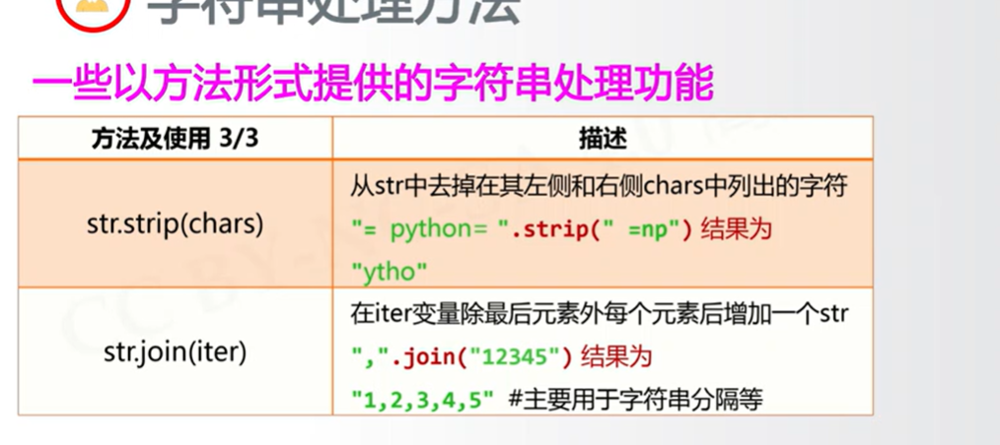 字符串处理方法
一些以方法形式提供的字符串处理功能
方法及使用 3/3
描述
str.strip(chars)
从str中去掉在其左侧和右侧chars中列出的字符
"= python= ".strip(" =np") 结果为
"ytho"
str.join(iter)
在iter变量除最后元素外每个元素后增加一个str
",".join("12345") 结果为
"1,2,3,4,5" #主要用于字符串分隔等